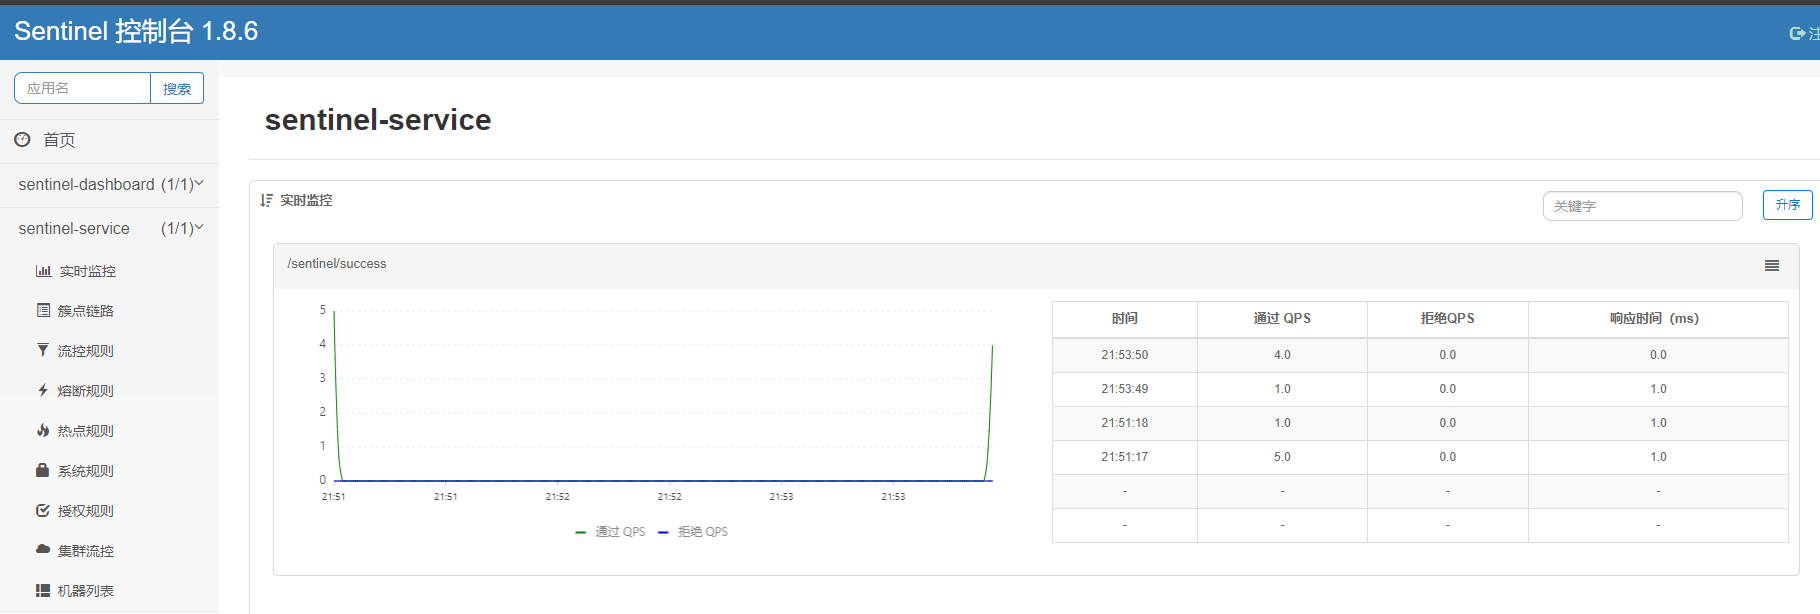 Sentinel 控制台 1.8.6
注
应用名 搜索
首页
sentinel-dashboard (1/1)
sentinel-service (1/1)
实时监控
簇点链路
流控规则
熔断规则
热点规则
系统规则
授权规则
集群流控
机器列表
sentinel-service
实时监控 关键字 升序
/sentinel/success
5
4
3
2
1
0
21:51 21:51 21:52 21:52 21:53 21:53
通过 QPS 拒绝 QPS
时间 通过 QPS 拒绝QPS 响应时间（ms）
21:53:50 4.0 0.0 0.0
21:53:49 1.0 0.0 1.0
21:51:18 1.0 0.0 1.0
21:51:17 5.0 0.0 1.0
- - - -
- - - -